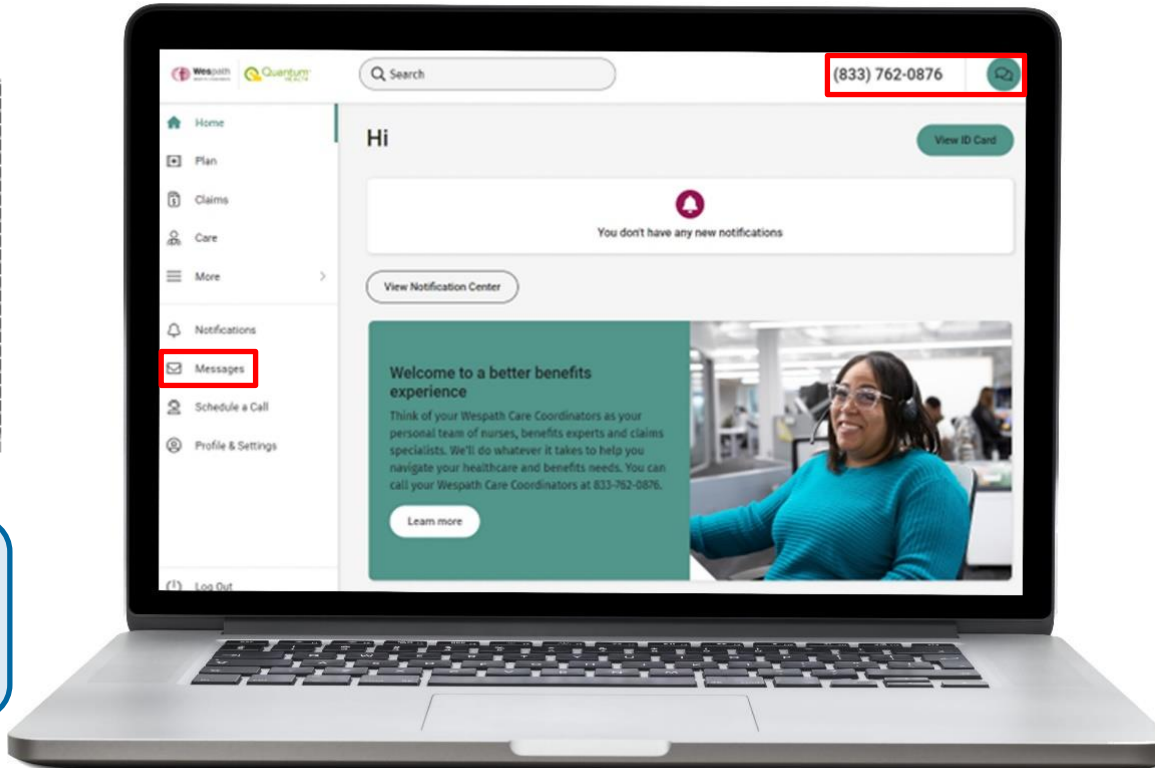 Wespath
Quantum
HEALTH
Search
(833) 762-0876
Home
Plan
Claims
Care
More
Notifications
Messages
Schedule a Call
Profile & Settings
Log Out
Hi
View ID Card
You don't have any new notifications
View Notification Center
Welcome to a better benefits
experience
Think of your Wespath Care Coordinators as your
personal team of nurses, benefits experts and claims
specialists. We'll do whatever it takes to help you
navigate your healthcare and benefits needs. You can
call your Wespath Care Coordinators at 833-762-0876.
Learn more